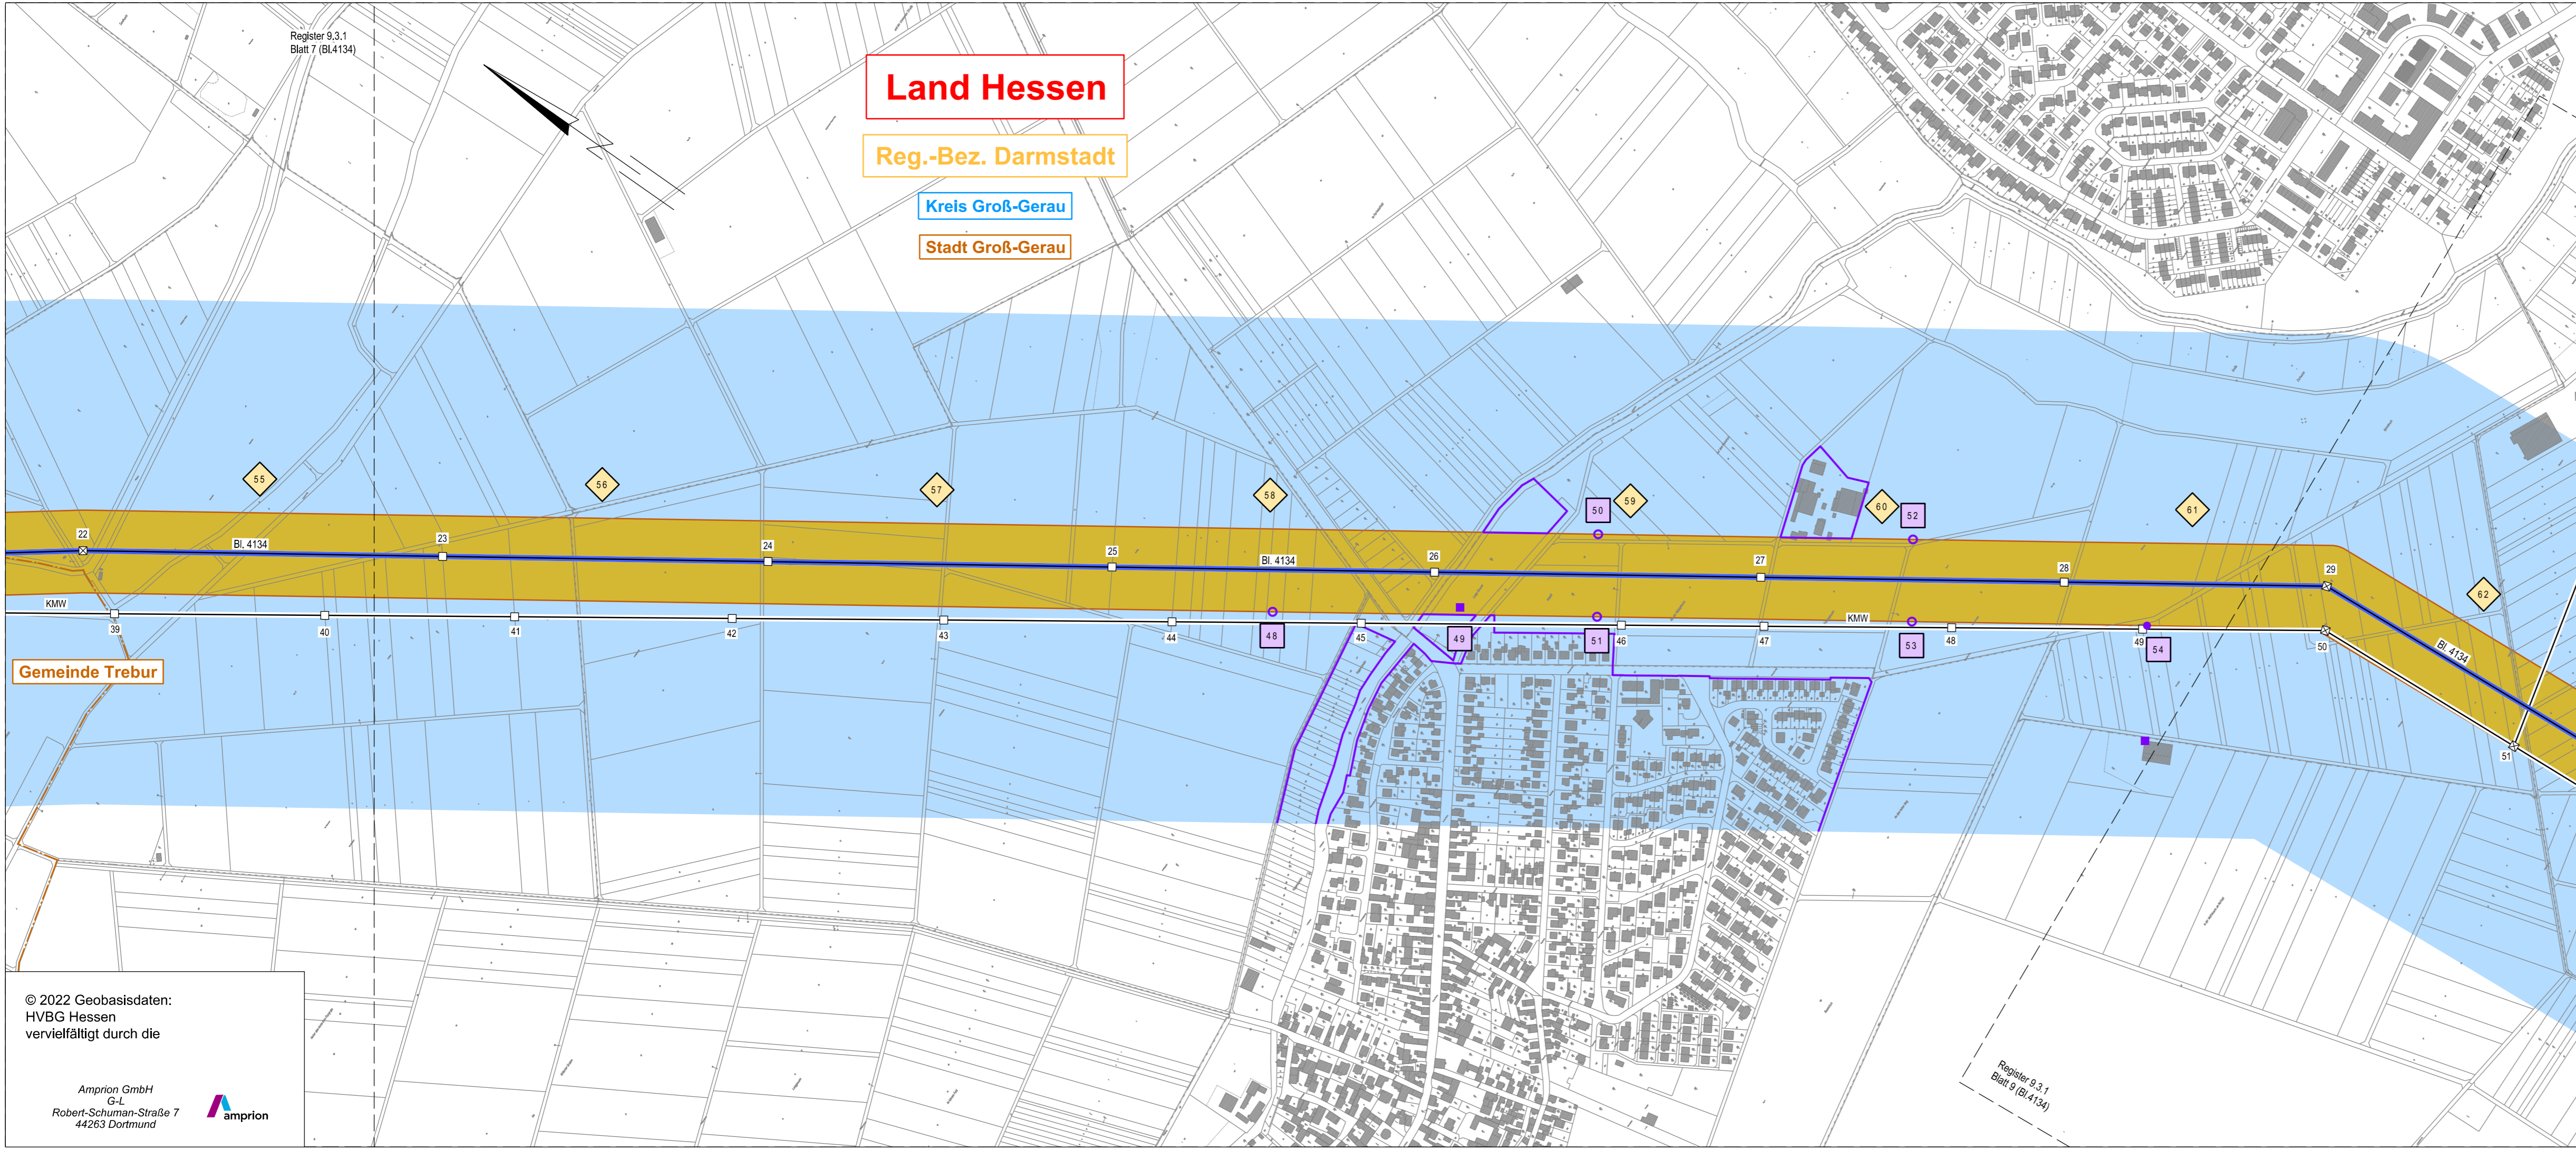 Register 9.3.1
Blatt 7 (Bl.4134)
Land Hessen
Reg.-Bez. Darmstadt
Kreis Groß-Gerau
Stadt Groß-Gerau
55
56
57
58
50
59
60
52
61
62
22
Bl. 4134
23
24
25
Bl. 4134
26
27
28
29
Bl. 4134
KMW
39
40
41
42
43
44
48
45
49
51
46
47
KMW
53
48
49
54
50
51
Gemeinde Trebur
© 2022 Geobasisdaten:
HVBG Hessen
vervielfältigt durch die
Amprion GmbH
G-L
Robert-Schuman-Straße 7
44263 Dortmund
amprion
Register 9.3.1
Blatt 9 (Bl.4134)